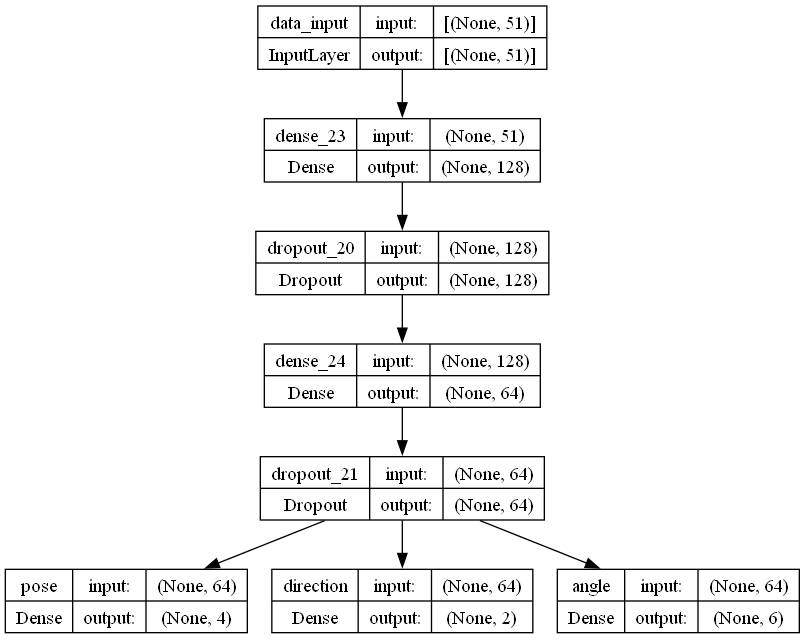 data_input input: [(None, 51)]
InputLayer output: [(None, 51)]
dense_23 input: (None, 51)
Dense output: (None, 128)
dropout_20 input: (None, 128)
Dropout output: (None, 128)
dense_24 input: (None, 128)
Dense output: (None, 64)
dropout_21 input: (None, 64)
Dropout output: (None, 64)
pose input: (None, 64) direction input: (None, 64) angle input: (None, 64)
Dense output: (None, 4) Dense output: (None, 2) Dense output: (None, 6)